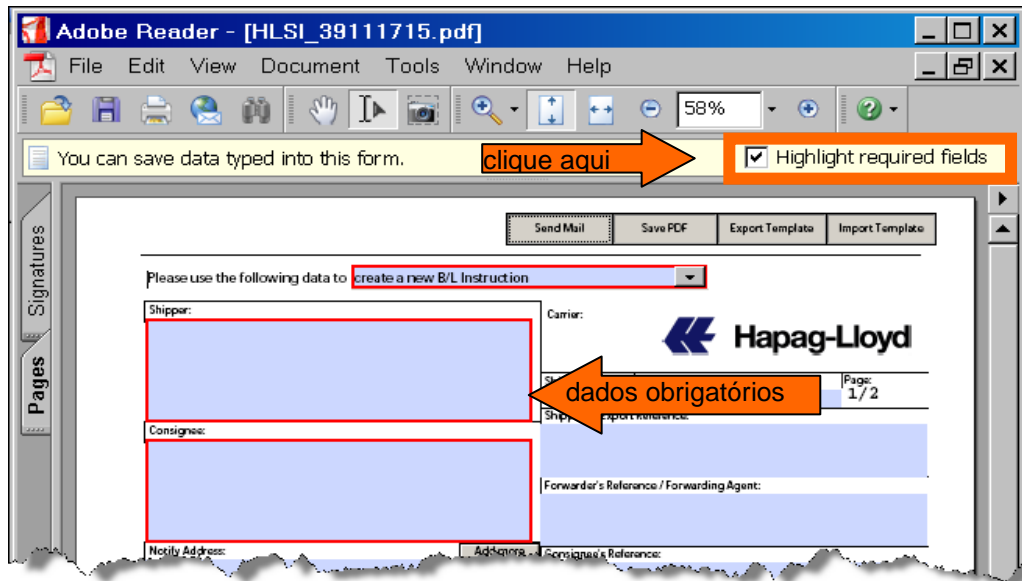 Adobe Reader - [HLSI_39111715.pdf]
File Edit View Document Tools Window Help
58%
You can save data typed into this form.
clique aqui
Highlight required fields
Signatures
Pages
Send Mail
Save PDF
Export Template
Import Template
Please use the following data to create a new B/L Instruction
Shipper:
Carrier:
Hapag-Lloyd
dados obrigatórios
Page:
1/2
Consignee:
Forwarder's Reference / Forwarding Agent:
Notify Address:
Add more
Consignee's Reference: